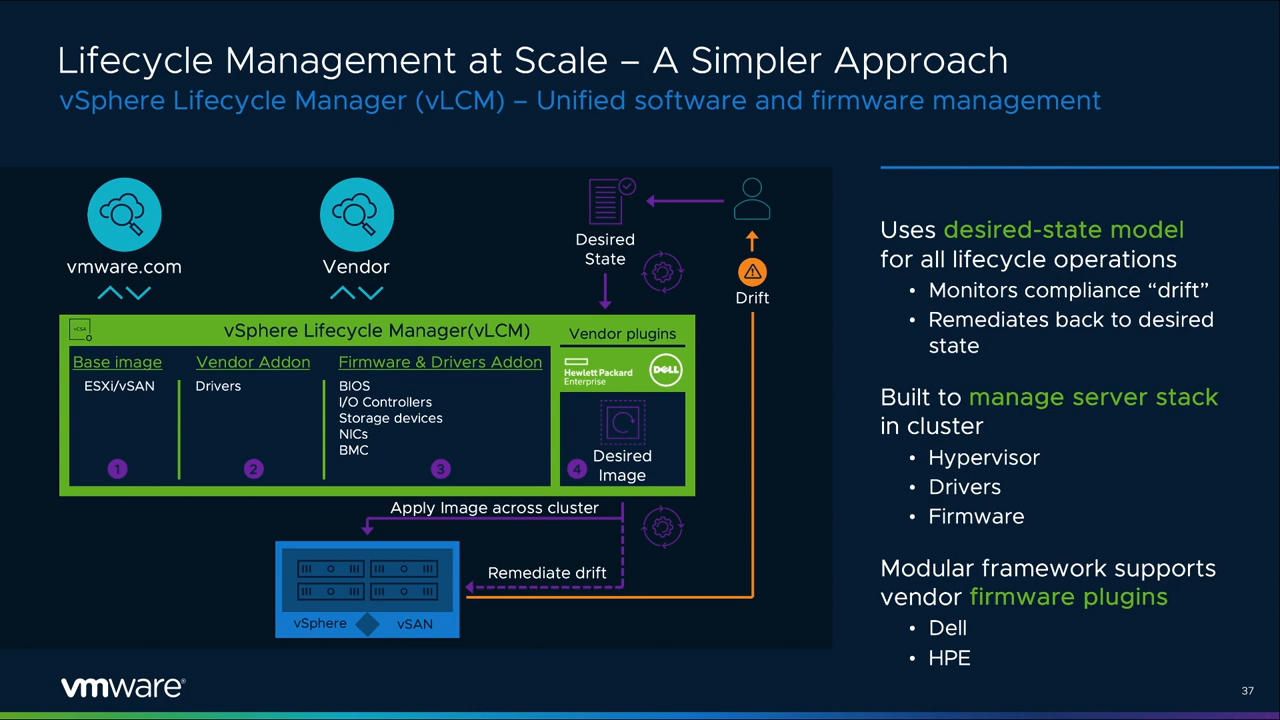 Lifecycle Management at Scale – A Simpler Approach
vSphere Lifecycle Manager (vLCM) – Unified software and firmware management
vmware.com
Vendor
Desired
State
Drift
vCSA
vSphere Lifecycle Manager(vLCM)
Vendor plugins
Base image
ESXi/vSAN
1
Vendor Addon
Drivers
2
Firmware & Drivers Addon
BIOS
I/O Controllers
Storage devices
NICs
BMC
3
Hewlett Packard
Enterprise
DELL
4
Desired
Image
Apply Image across cluster
Remediate drift
vSphere
vSAN
Uses desired-state model
for all lifecycle operations
• Monitors compliance “drift”
• Remediates back to desired
state
Built to manage server stack
in cluster
• Hypervisor
• Drivers
• Firmware
Modular framework supports
vendor firmware plugins
• Dell
• HPE
vmware®
37